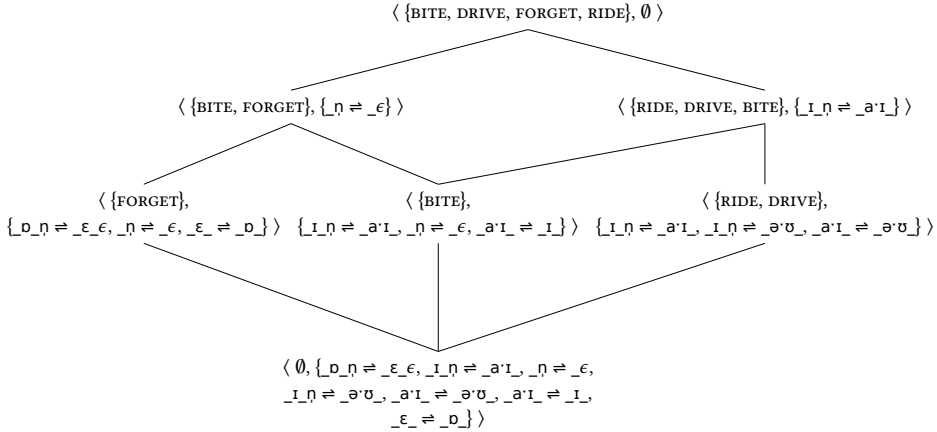 ⟨ {BITE, DRIVE, FORGET, RIDE}, ∅ ⟩
⟨ {BITE, FORGET}, {_n̩ ⇌ _ϵ} ⟩
⟨ {RIDE, DRIVE, BITE}, {_ɪ_n̩ ⇌ _aˑɪ_} ⟩
⟨ {FORGET},
{_ɒ_n̩ ⇌ _ɛ_ϵ, _n̩ ⇌ _ϵ, _ɛ_ ⇌ _ɒ_} ⟩
⟨ {BITE},
{_ɪ_n̩ ⇌ _aˑɪ_, _n̩ ⇌ _ϵ, _aˑɪ_ ⇌ _ɪ_} ⟩
⟨ {RIDE, DRIVE},
{_ɪ_n̩ ⇌ _aˑɪ_, _ɪ_n̩ ⇌ _əˑʊ_, _aˑɪ_ ⇌ _əˑʊ_} ⟩
⟨ ∅, {_ɒ_n̩ ⇌ _ɛ_ϵ, _ɪ_n̩ ⇌ _aˑɪ_, _n̩ ⇌ _ϵ,
_ɪ_n̩ ⇌ _əˑʊ_, _aˑɪ_ ⇌ _əˑʊ_, _aˑɪ_ ⇌ _ɪ_,
_ɛ_ ⇌ _ɒ_} ⟩